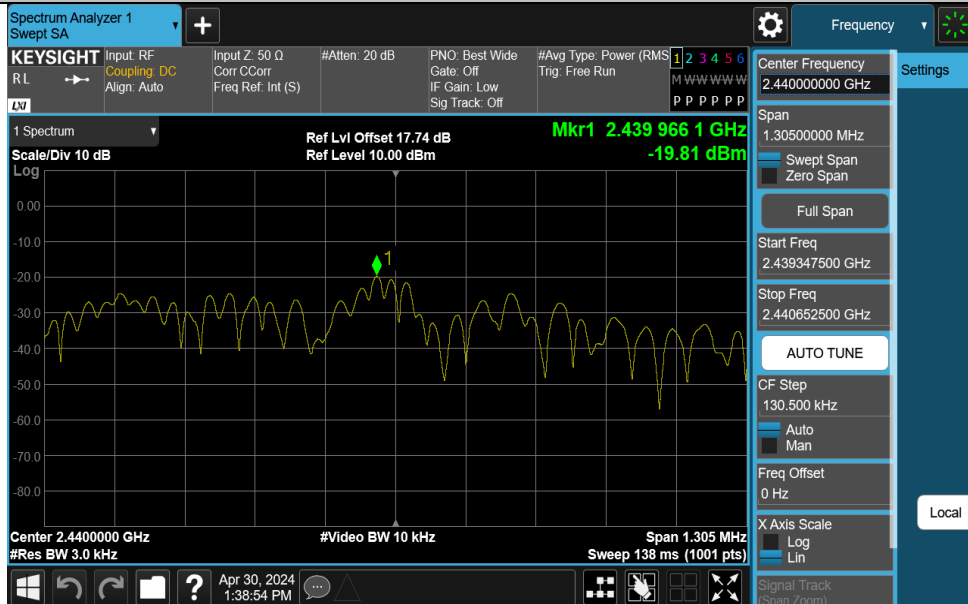 Spectrum Analyzer 1
Swept SA
+
Frequency
KEYSIGHT
RL
LXI
Input: RF
Coupling: DC
Align: Auto
Input Z: 50 Ω
Corr CCorr
Freq Ref: Int (S)
#Atten: 20 dB
PNO: Best Wide
Gate: Off
IF Gain: Low
Sig Track: Off
#Avg Type: Power (RMS
Trig: Free Run
1 2 3 4 5 6
M W W W W W
P P P P P P
1 Spectrum
Scale/Div 10 dB
Log
Ref Lvl Offset 17.74 dB
Ref Level 10.00 dBm
Mkr1 2.439 966 1 GHz
-19.81 dBm
0.00
-10.0
-20.0
-30.0
-40.0
-50.0
-60.0
-70.0
-80.0
1
Center 2.4400000 GHz
#Res BW 3.0 kHz
#Video BW 10 kHz
Span 1.305 MHz
Sweep 138 ms (1001 pts)
Center Frequency
2.440000000 GHz
Span
1.30500000 MHz
Swept Span
Zero Span
Full Span
Start Freq
2.439347500 GHz
Stop Freq
2.440652500 GHz
AUTO TUNE
CF Step
130.500 kHz
Auto
Man
Freq Offset
0 Hz
X Axis Scale
Log
Lin
Signal Track
(Span Zoom)
Settings
Local
?
Apr 30, 2024
1:38:54 PM